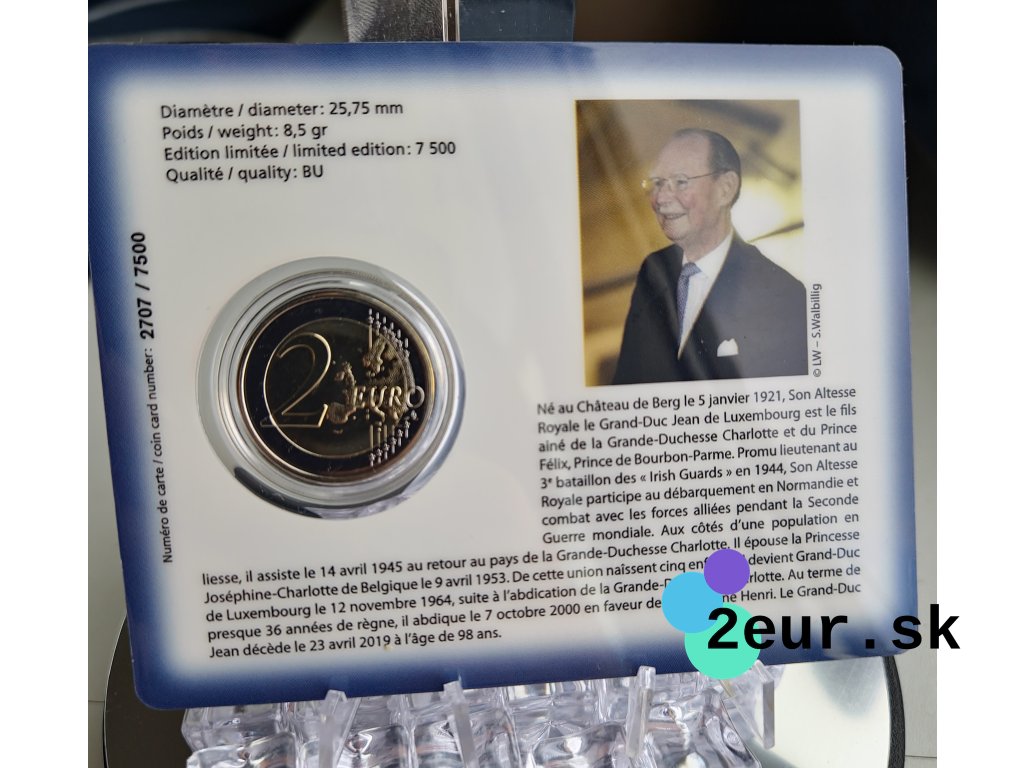 Diamètre / diameter: 25,75 mm
Poids / weight: 8,5 gr
Edition limitée / limited edition: 7 500
Qualité / quality: BU
Numéro de carte / coin card number: 2707 / 7500
2 EURO
© LW – S.Walbillig
Né au Château de Berg le 5 janvier 1921, Son Altesse
Royale le Grand-Duc Jean de Luxembourg est le fils
ainé de la Grande-Duchesse Charlotte et du Prince
Félix, Prince de Bourbon-Parme. Promu lieutenant au
3e bataillon des « Irish Guards » en 1944, Son Altesse
Royale participe au débarquement en Normandie et
combat avec les forces alliées pendant la Seconde
Guerre mondiale. Aux côtés d'une population en
liesse, il assiste le 14 avril 1945 au retour au pays de la Grande-Duchesse Charlotte. Il épouse la Princesse
Joséphine-Charlotte de Belgique le 9 avril 1953. De cette union naîssent cinq devient Grand-Duc
de Luxembourg le 12 novembre 1964, suite à l'abdication de la Grande- Au terme de
presque 36 années de règne, il abdique le 7 octobre 2000 en faveur de Henri. Le Grand-Duc
Jean décède le 23 avril 2019 à l'âge de 98 ans.
2eur.sk